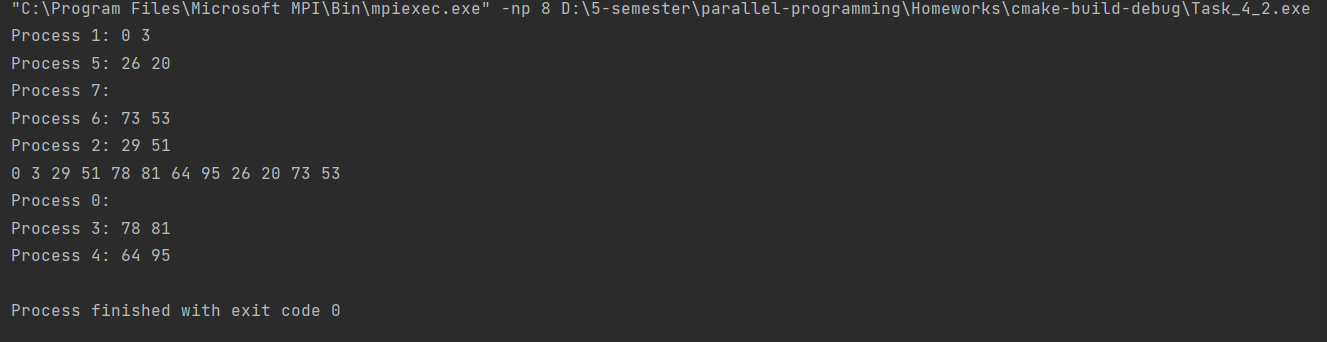 "C:\Program Files\Microsoft MPI\Bin\mpiexec.exe" -np 8 D:\5-semester\parallel-programming\Homeworks\cmake-build-debug\Task_4_2.exe
Process 1: 0 3
Process 5: 26 20
Process 7:
Process 6: 73 53
Process 2: 29 51
0 3 29 51 78 81 64 95 26 20 73 53
Process 0:
Process 3: 78 81
Process 4: 64 95
Process finished with exit code 0